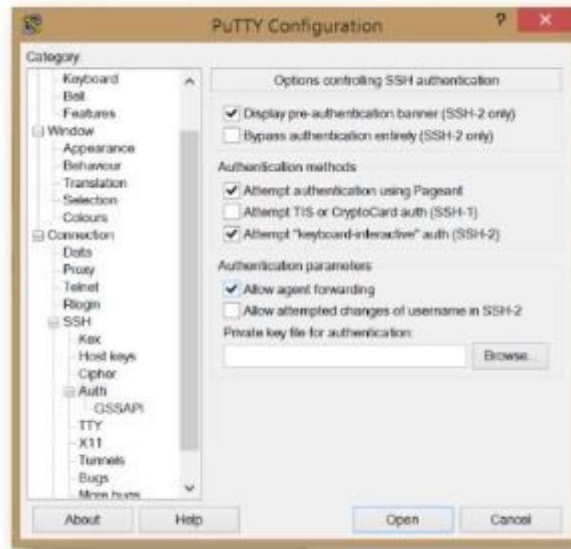 PuTTY Configuration
?
Category:
Keyboard
Bell
Features
Window
Appearance
Behaviour
Translation
Selection
Colours
Connection
Data
Proxy
Telnet
Rlogin
SSH
Kex
Host keys
Cipher
Auth
GSSAPI
TTY
X11
Tunnels
Bugs
More bugs
Options controlling SSH authentication
Display pre-authentication banner (SSH-2 only)
Bypass authentication entirely (SSH-2 only)
Authentication methods
Attempt authentication using Pageant
Attempt TIS or CryptoCard auth (SSH-1)
Attempt "keyboard-interactive" auth (SSH-2)
Authentication parameters
Allow agent forwarding
Allow attempted changes of username in SSH-2
Private key file for authentication:
Browse...
About
Help
Open
Cancel